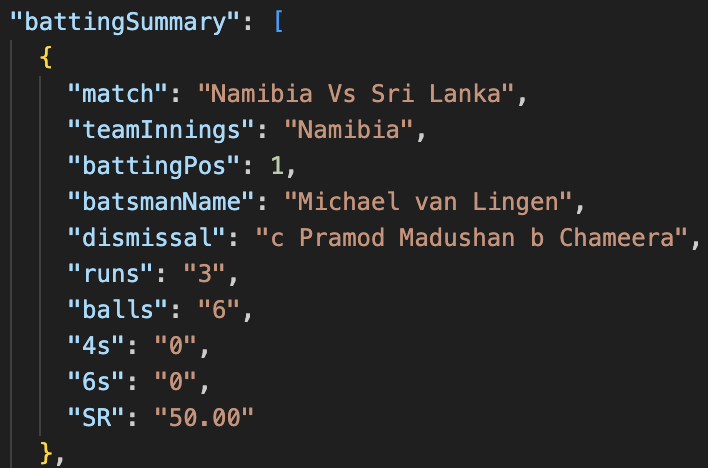 "battingSummary": [
{
"match": "Namibia Vs Sri Lanka",
"teamInnings": "Namibia",
"battingPos": 1,
"batsmanName": "Michael van Lingen",
"dismissal": "c Pramod Madushan b Chameera",
"runs": "3",
"balls": "6",
"4s": "0",
"6s": "0",
"SR": "50.00"
},